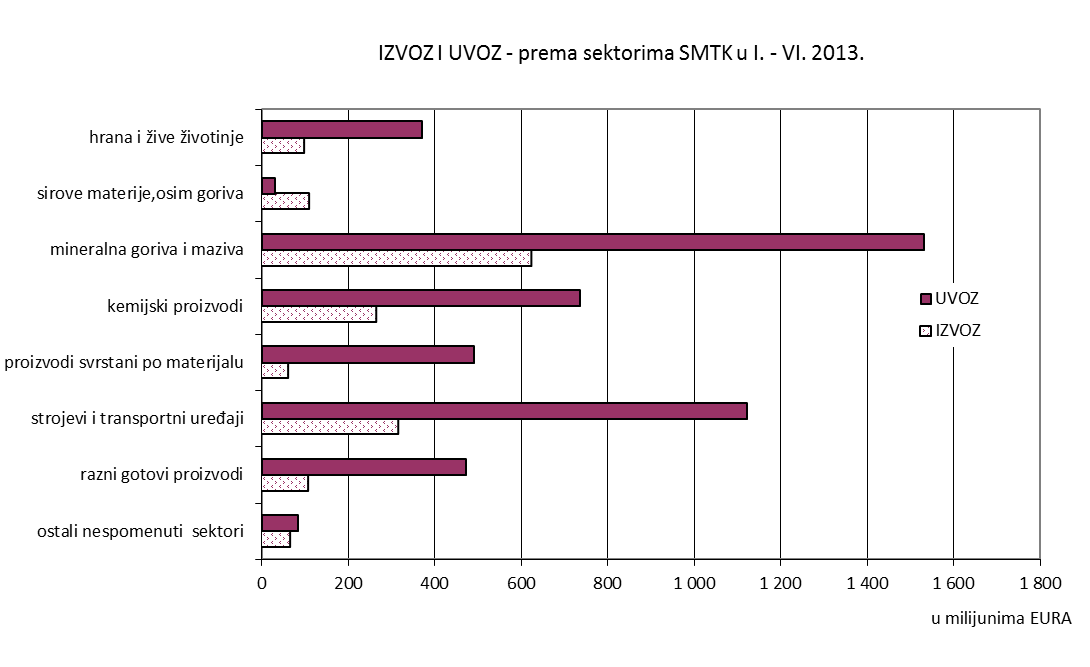 IZVOZ I UVOZ - prema sektorima SMTK u I. - VI. 2013.
hrana i žive životinje
sirove materije,osim goriva
mineralna goriva i maziva
kemijski proizvodi
proizvodi svrstani po materijalu
strojevi i transportni uređaji
razni gotovi proizvodi
ostali nespomenuti  sektori
UVOZ
IZVOZ
0 200 400 600 800 1 000 1 200 1 400 1 600 1 800
u milijunima EURA